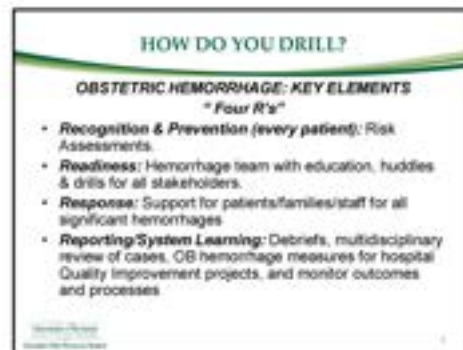 HOW DO YOU DRILL?
OBSTETRIC HEMORRHAGE: KEY ELEMENTS
" Four R's"
• Recognition & Prevention (every patient): Risk
Assessments.
• Readiness: Hemorrhage team with education, huddles
& drills for all stakeholders.
• Response: Support for patients/families/staff for all
significant hemorrhages
• Reporting/System Learning: Debriefs, multidisciplinary
review of cases, OB hemorrhage measures for hospital
Quality Improvement projects, and monitor outcomes
and processes